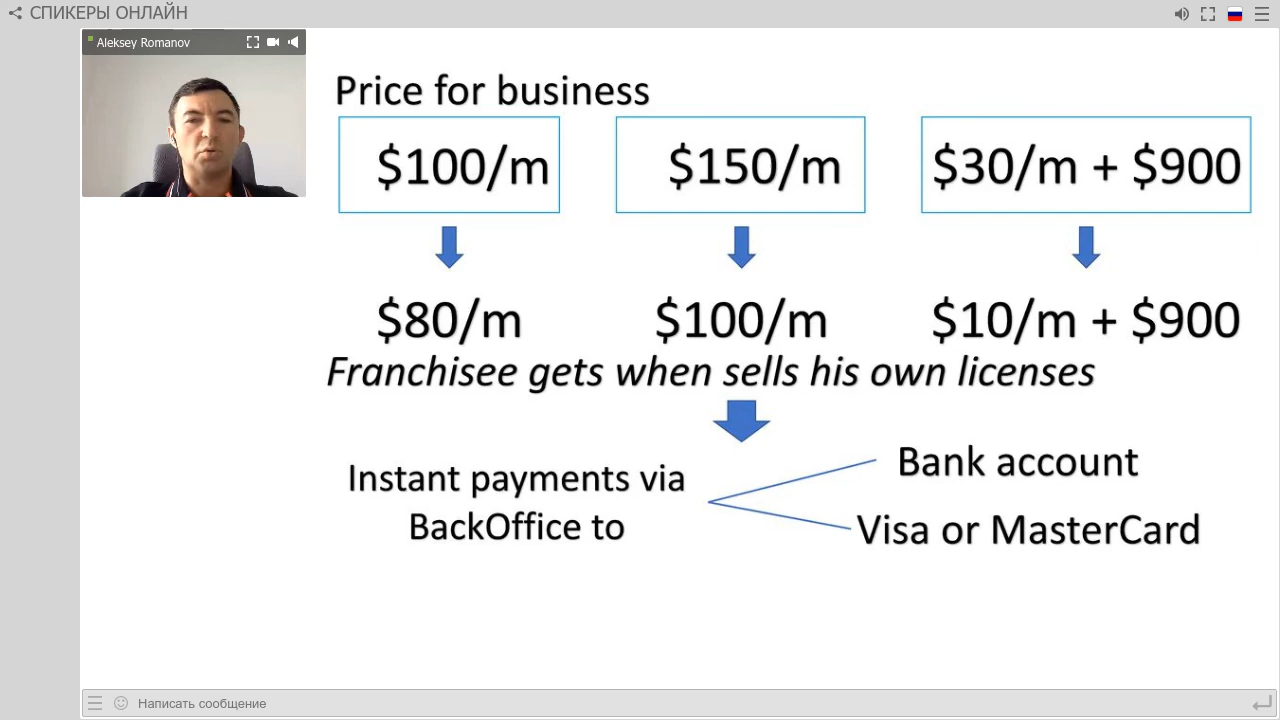 СПИКЕРЫ ОНЛАЙН
Aleksey Romanov
Price for business
$100/m $150/m $30/m + $900
$80/m $100/m $10/m + $900
Franchisee gets when sells his own licenses
Instant payments via
BackOffice to
Bank account
Visa or MasterCard
Написать сообщение